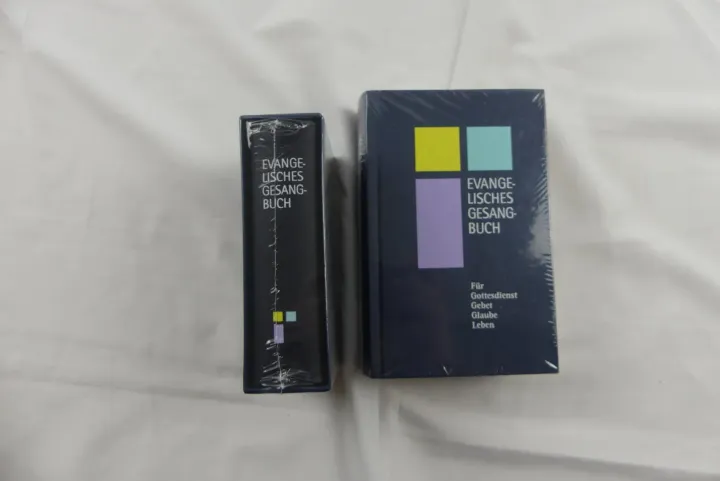 EVANGE-
LISCHES
GESANG-
BUCH
EVANGE-
LISCHES
GESANG-
BUCH
Für
Gottesdienst
Gebet
Glaube
Leben